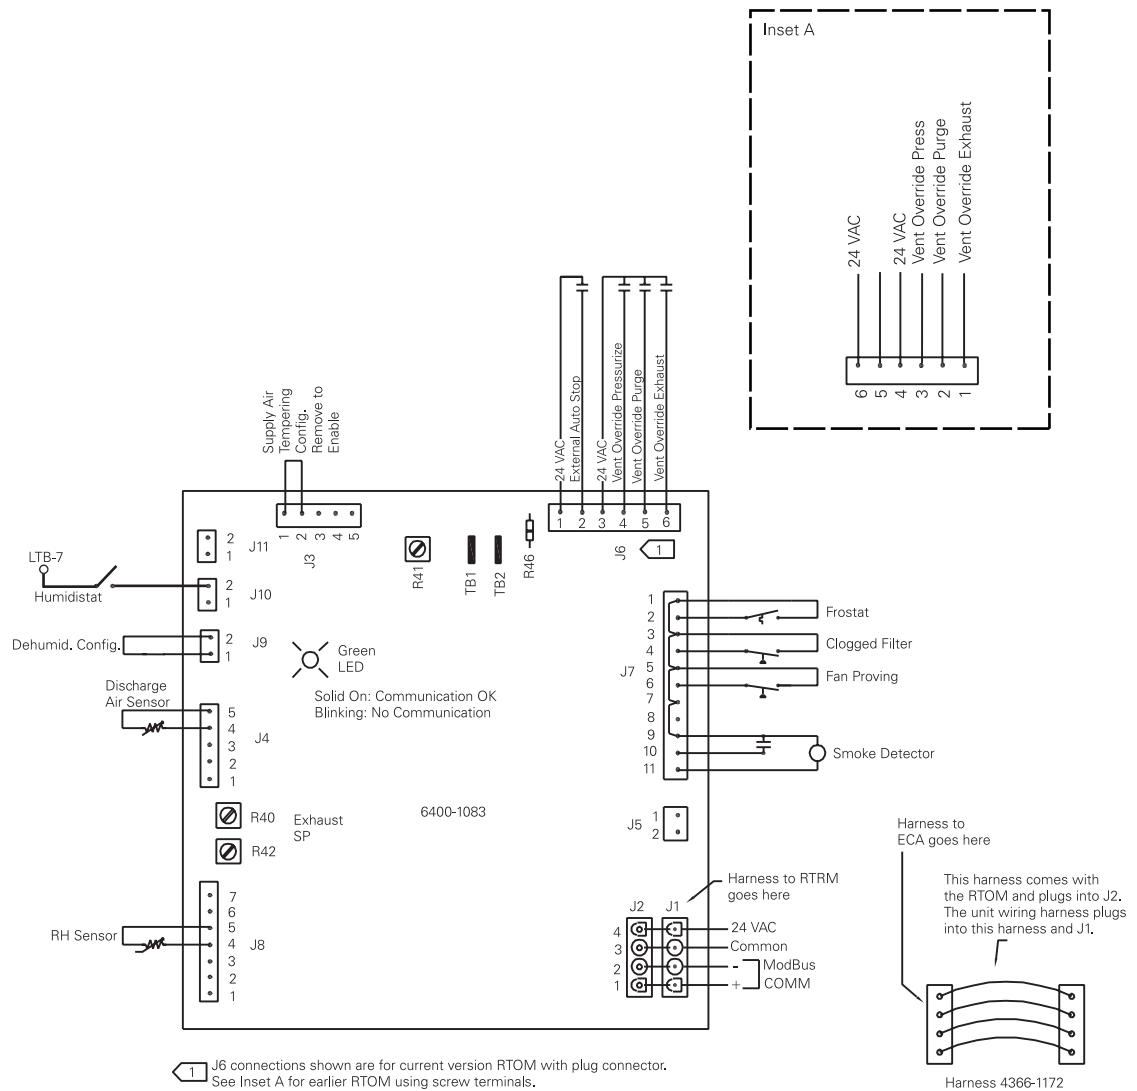 Inset A
24 VAC
24 VAC
Vent Override Press
Vent Override Purge
Vent Override Exhaust
6
5
4
3
2
1
Supply Air
Tempering
Config.
Remove to
Enable
24 VAC
External Auto Stop
24 VAC
Vent Override Pressurize
Vent Override Purge
Vent Override Exhaust
1
2
3
4
5
6
J6
1
1
2
3
4
5
J3
R41
TB1
TB2
R46
2
1
J11
LTB-7
Humidistat
2
1
J10
Dehumid. Config.
2
1
J9
Green
LED
Solid On: Communication OK
Blinking: No Communication
Discharge
Air Sensor
5
4
3
2
1
J4
1
2
3
4
5
6
7
8
9
10
11
J7
Frostat
Clogged Filter
Fan Proving
Smoke Detector
R40
R42
Exhaust
SP
6400-1083
J5
1
2
RH Sensor
7
6
5
4
3
2
1
J8
Harness to RTRM
goes here
J2
J1
4
3
2
1
24 VAC
Common
- ModBus
+ COMM
Harness to
ECA goes here
This harness comes with
the RTOM and plugs into J2.
The unit wiring harness plugs
into this harness and J1.
Harness 4366-1172
1
J6 connections shown are for current version RTOM with plug connector.
See Inset A for earlier RTOM using screw terminals.